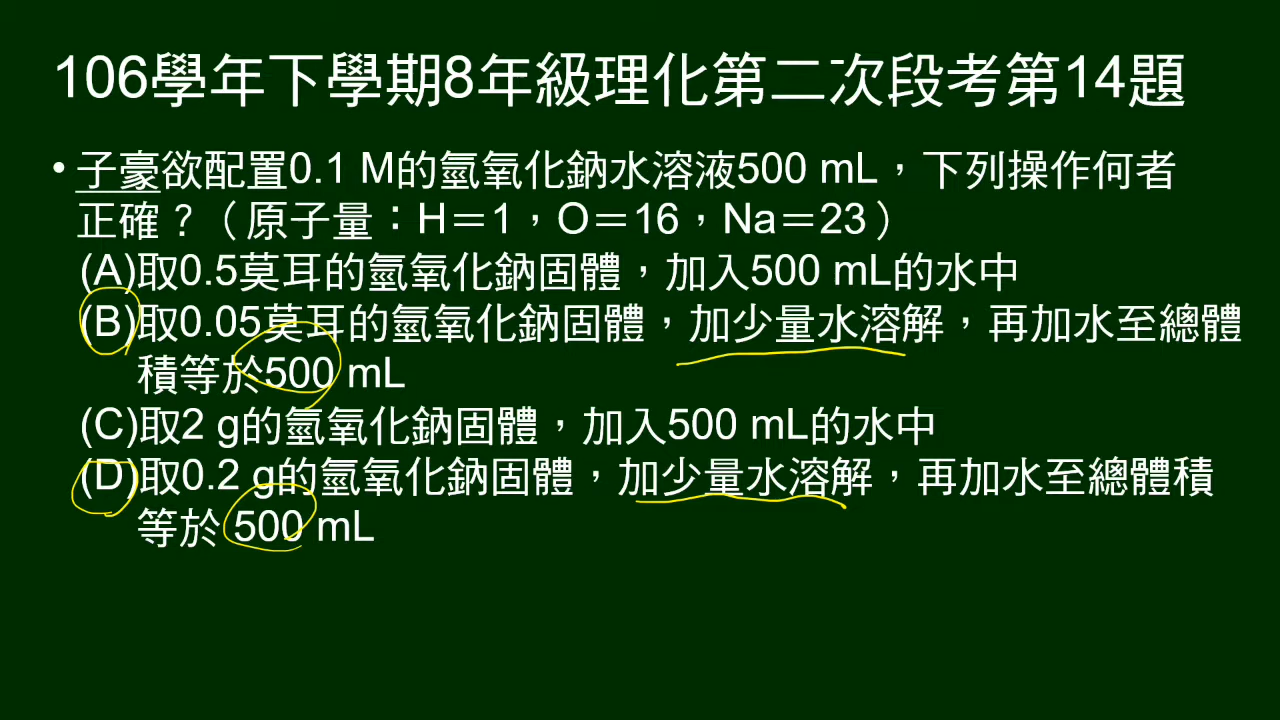 106學年下學期8年級理化第二次段考第14題
• 子豪欲配置0.1 M的氫氧化鈉水溶液500 mL，下列操作何者
正確？（原子量：H＝1，O＝16，Na＝23）
(A)取0.5莫耳的氫氧化鈉固體，加入500 mL的水中
(B)取0.05莫耳的氫氧化鈉固體，加少量水溶解，再加水至總體
積等於500 mL
(C)取2 g的氫氧化鈉固體，加入500 mL的水中
(D)取0.2 g的氫氧化鈉固體，加少量水溶解，再加水至總體積
等於 500 mL